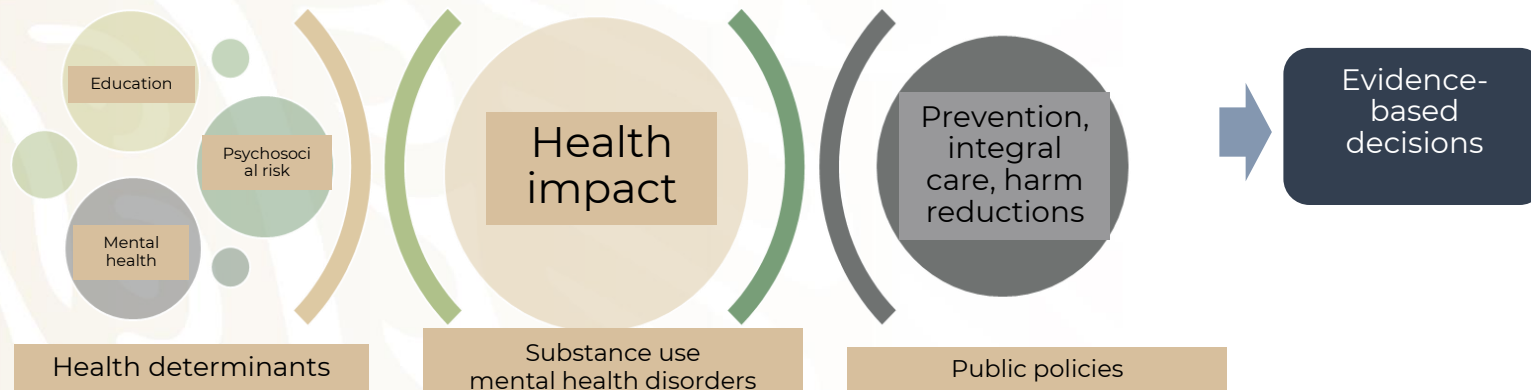 Education
Psychosoci
al risk
Mental
health
Health determinants
Health
impact
Substance use
mental health disorders
Prevention,
integral
care, harm
reductions
Public policies
Evidence-
based
decisions